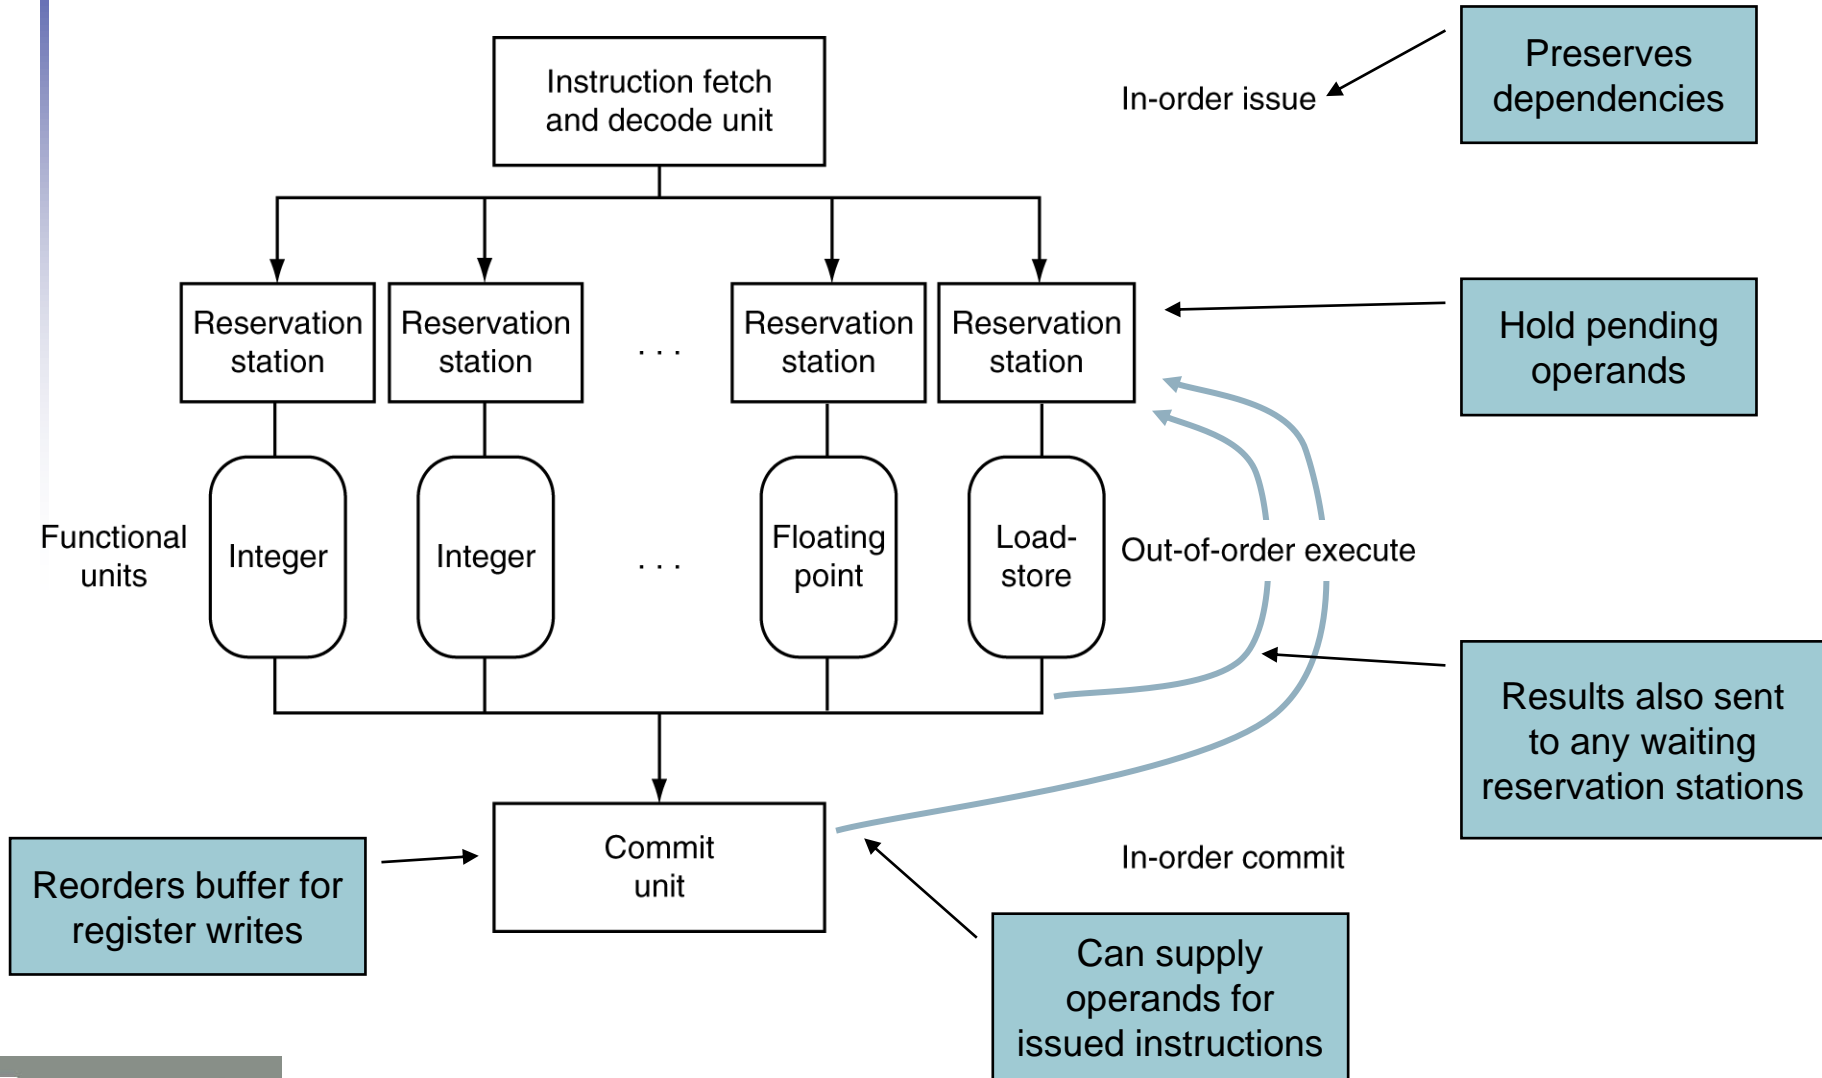 Instruction fetch
and decode unit
In-order issue
Preserves
dependencies
Reservation
station
Reservation
station
. . .
Reservation
station
Reservation
station
Hold pending
operands
Functional
units
Integer
Integer
. . .
Floating
point
Load-
store
Out-of-order execute
Results also sent
to any waiting
reservation stations
Commit
unit
In-order commit
Reorders buffer for
register writes
Can supply
operands for
issued instructions